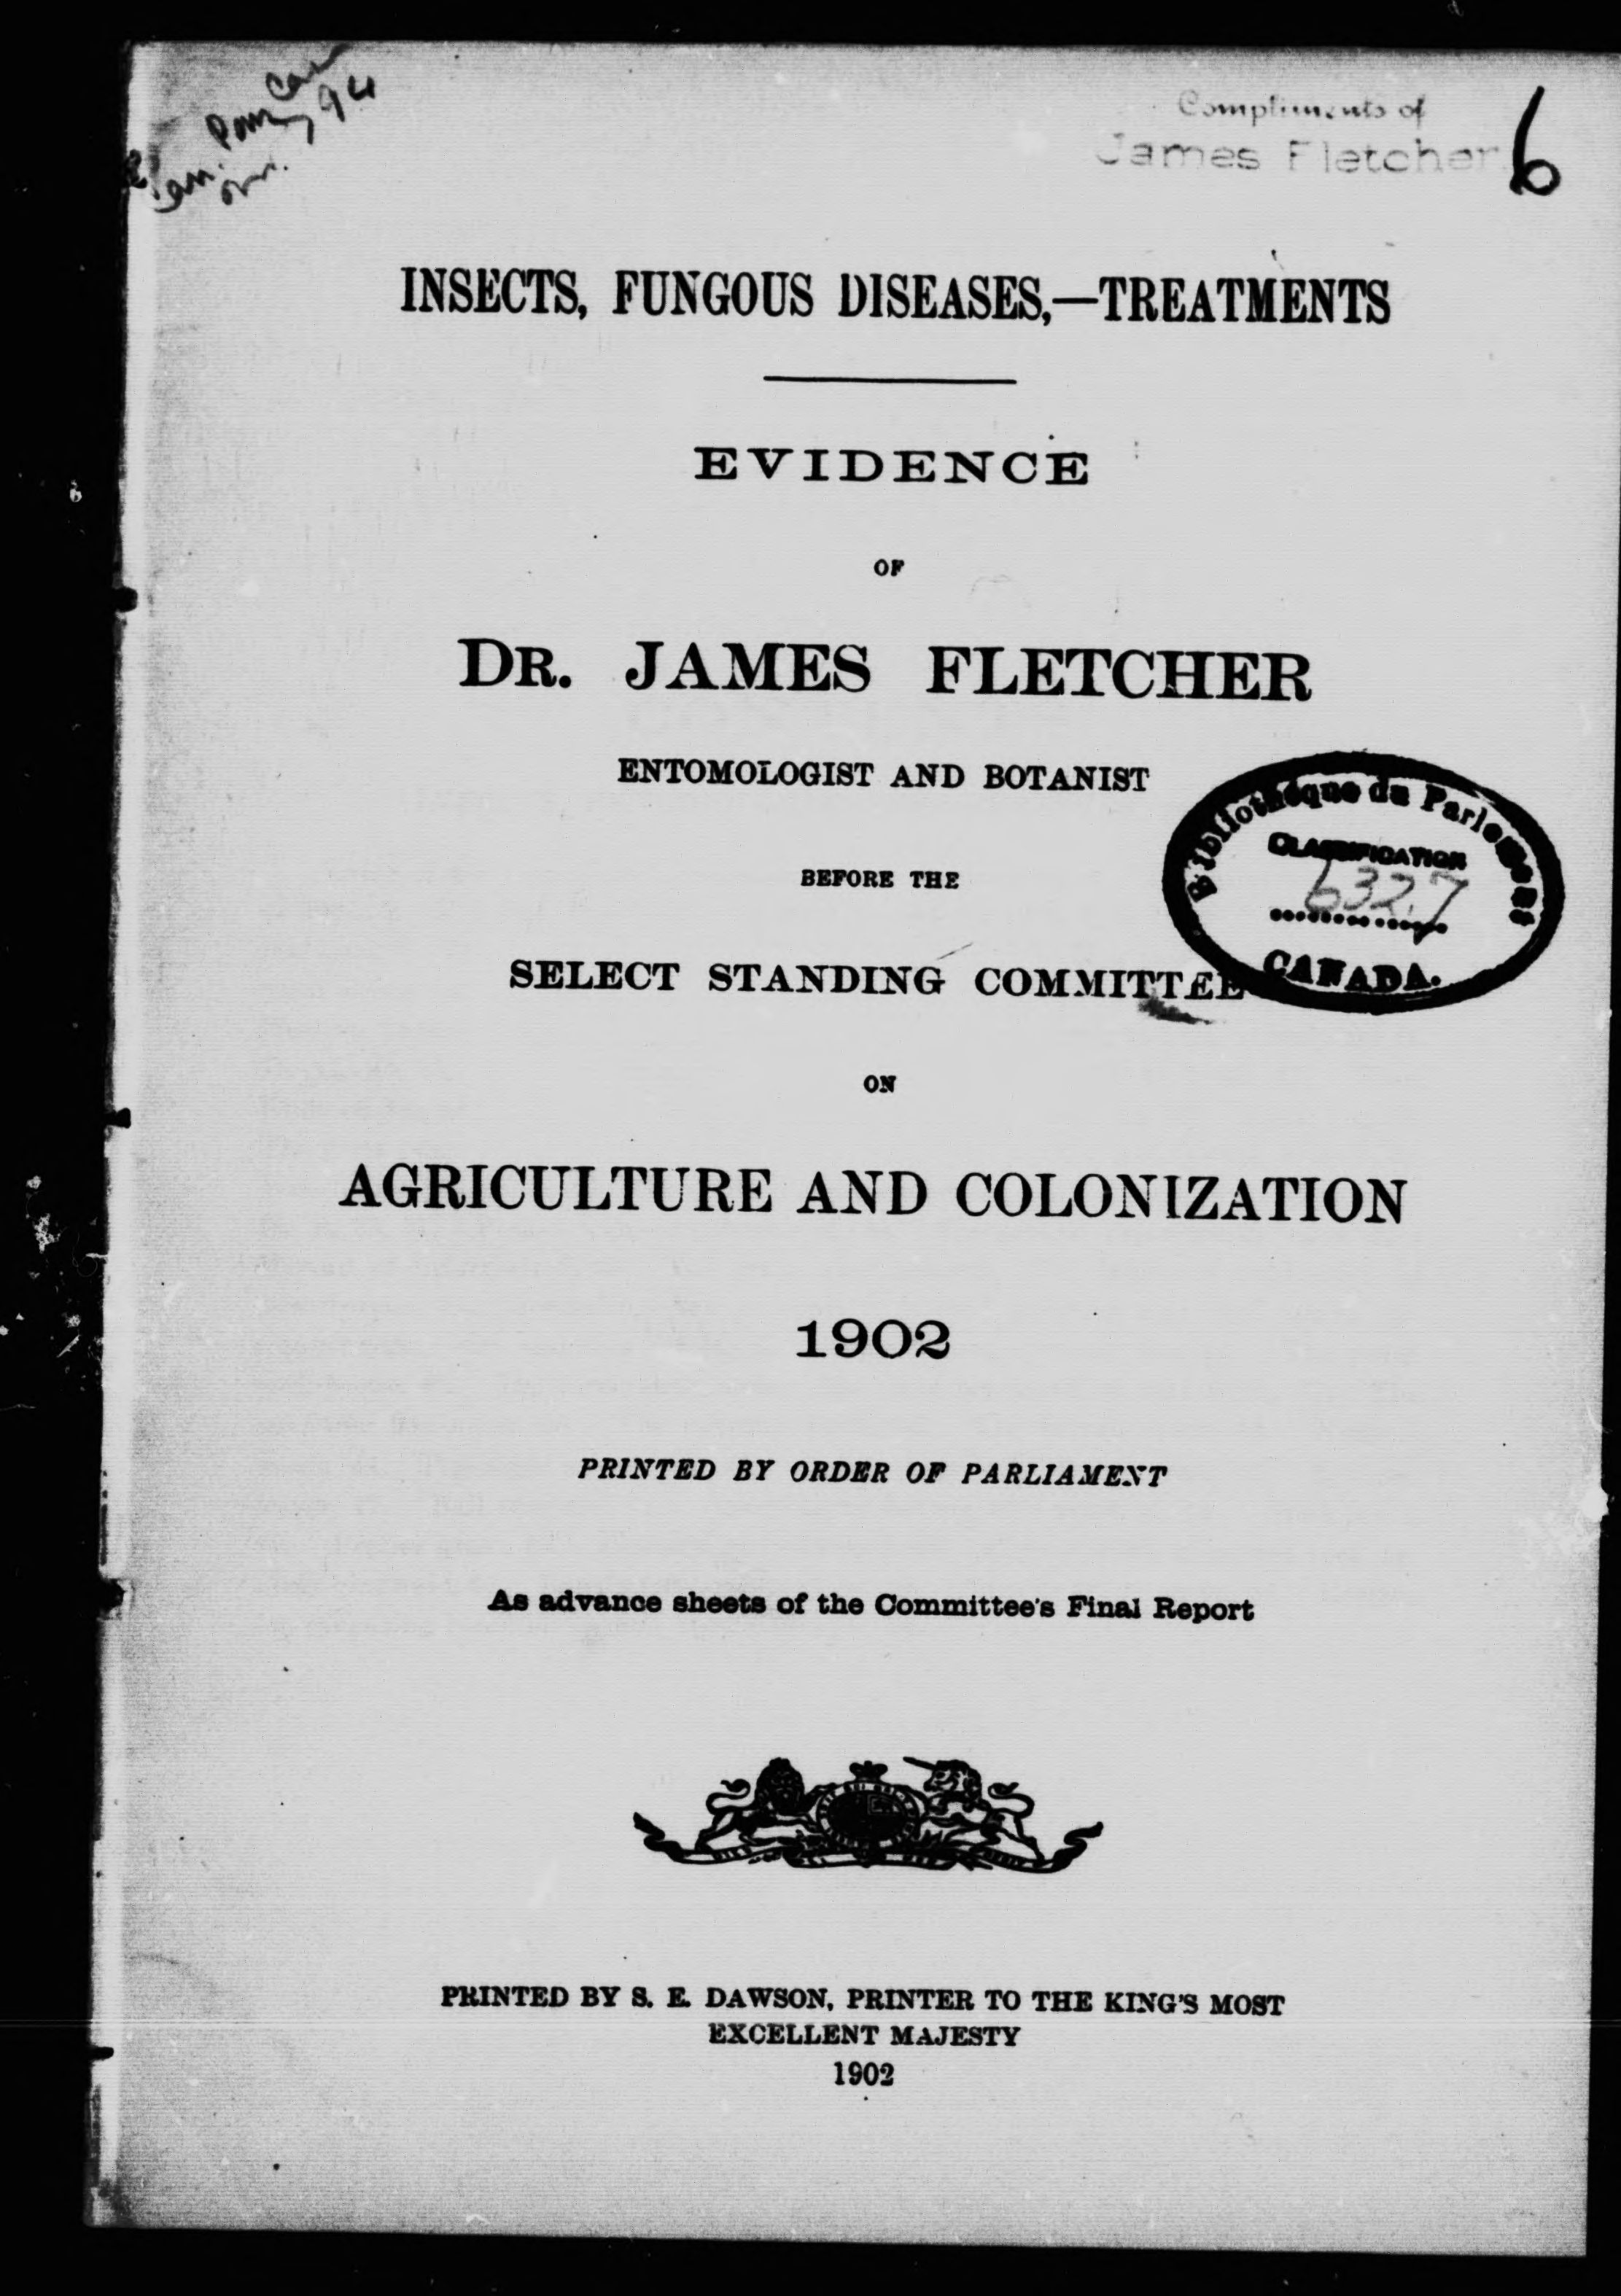 Can
Pam
94
Compliments of
James Fletcher
6
INSECTS, FUNGOUS DISEASES,—TREATMENTS
EVIDENCE
OF
DR. JAMES FLETCHER
ENTOMOLOGIST AND BOTANIST
Bibliothèque du Parlement
CLASSIFICATION
632.7
CANADA.
BEFORE THE
SELECT STANDING COMMITTEE
ON
AGRICULTURE AND COLONIZATION
1902
PRINTED BY ORDER OF PARLIAMENT
As advance sheets of the Committee's Final Report
PRINTED BY S. E. DAWSON, PRINTER TO THE KING'S MOST
EXCELLENT MAJESTY
1902